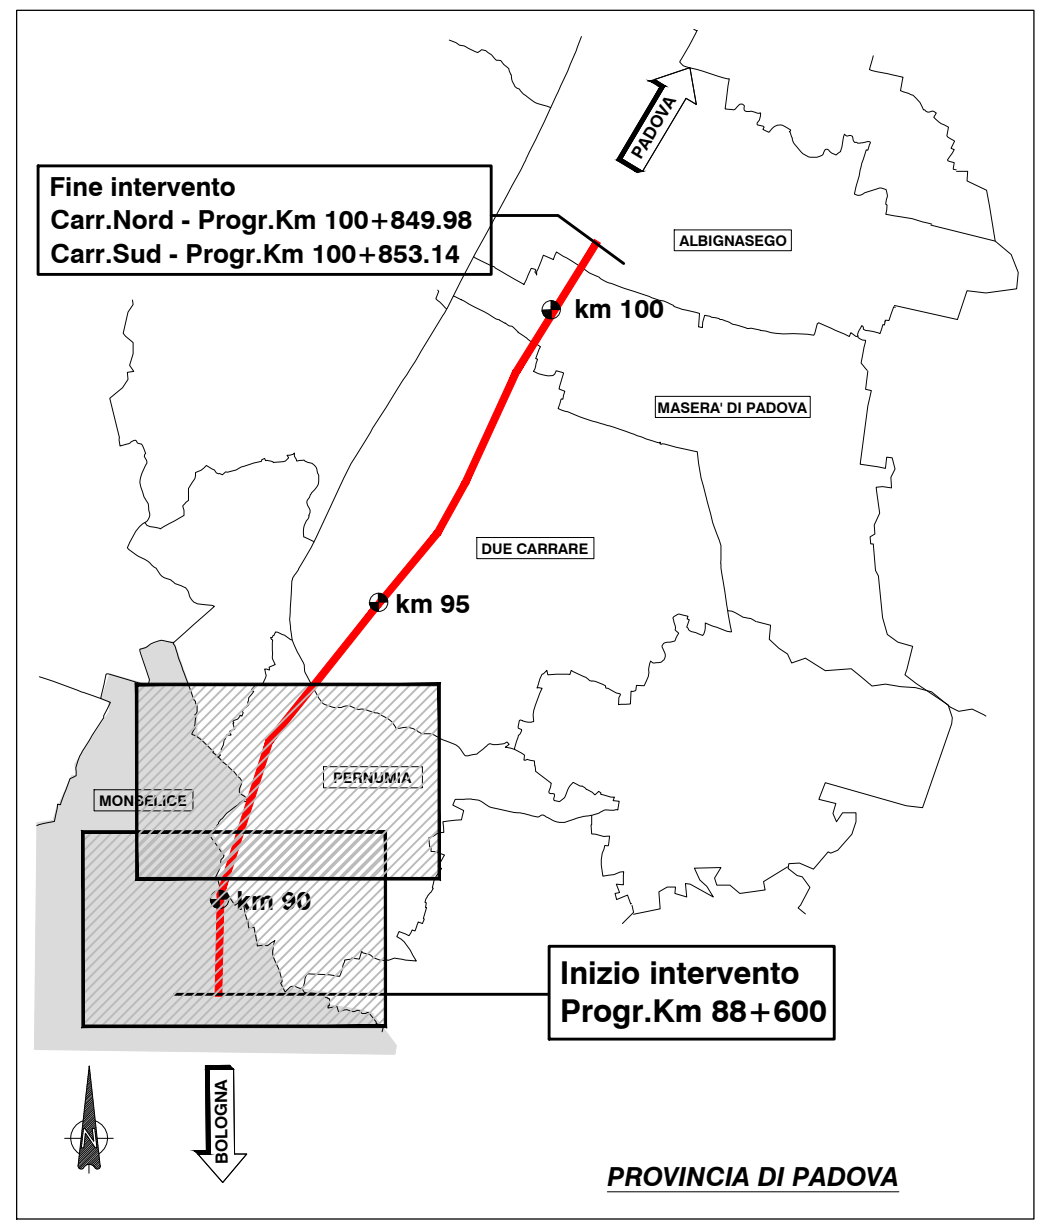 PADOVA
Fine intervento
Carr.Nord - Progr.Km 100+849.98
Carr.Sud - Progr.Km 100+853.14
ALBIGNASEGO
km 100
MASERA' DI PADOVA
DUE CARRARE
km 95
PERNUMIA
MONSELICE
km 90
Inizio intervento
Progr.Km 88+600
N
BOLOGNA
PROVINCIA DI PADOVA